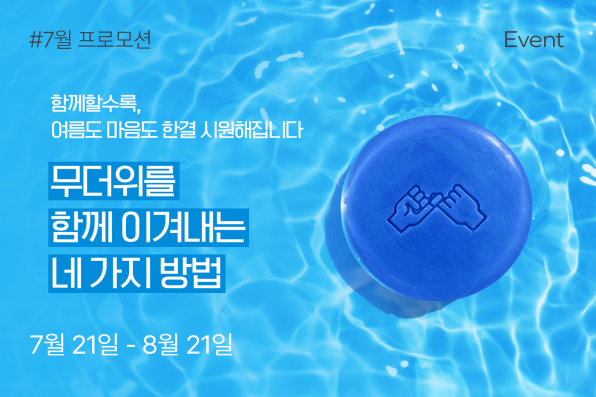 #7월 프로모션
Event
함께할수록,
여름도 마음도 한결 시원해집니다
무더위를
함께 이겨내는
네 가지 방법
7월 21일 - 8월 21일